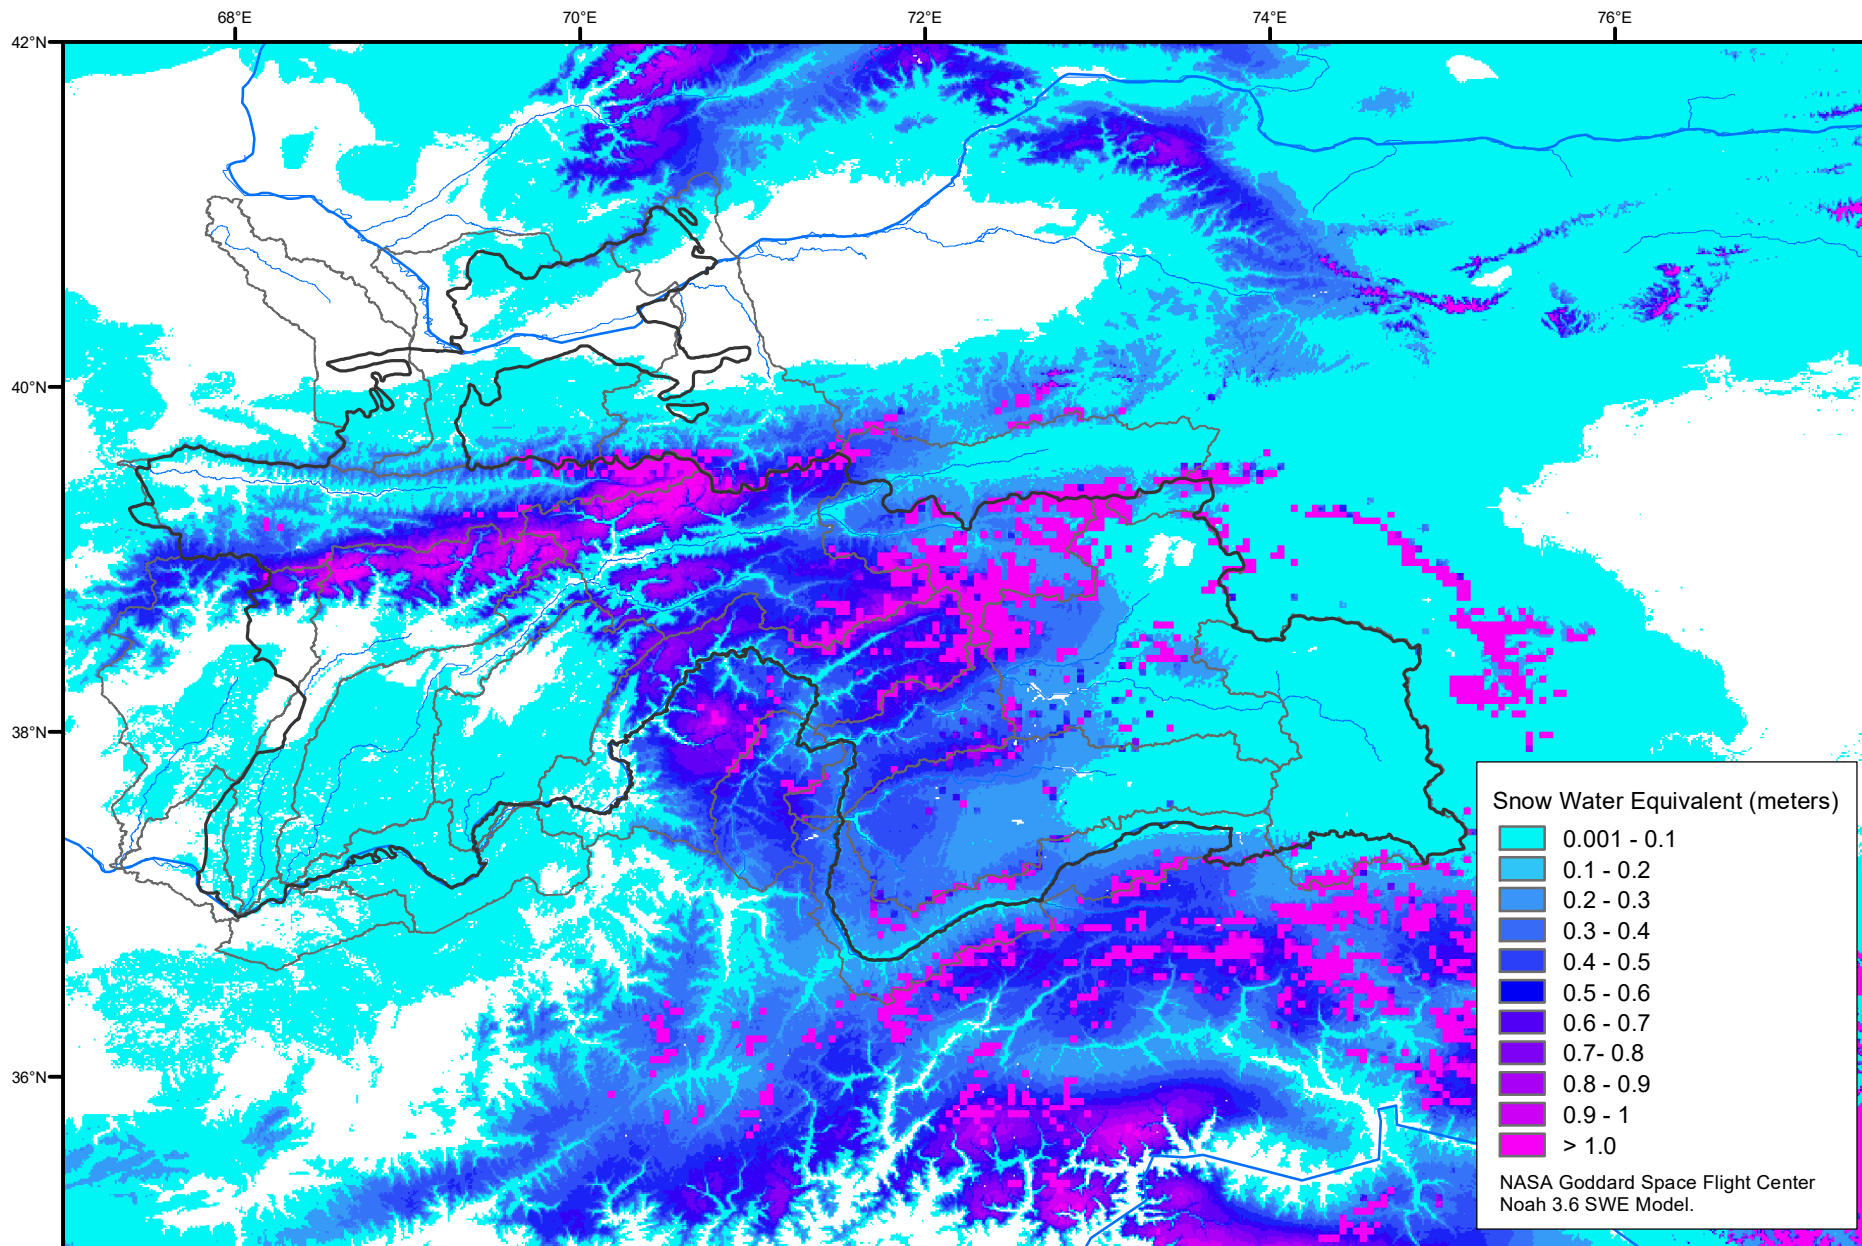 68°E 70°E 72°E 74°E 76°E
42°N
40°N
38°N
36°N
Snow Water Equivalent (meters)
0.001 - 0.1
0.1 - 0.2
0.2 - 0.3
0.3 - 0.4
0.4 - 0.5
0.5 - 0.6
0.6 - 0.7
0.7- 0.8
0.8 - 0.9
0.9 - 1
> 1.0
NASA Goddard Space Flight Center
Noah 3.6 SWE Model.